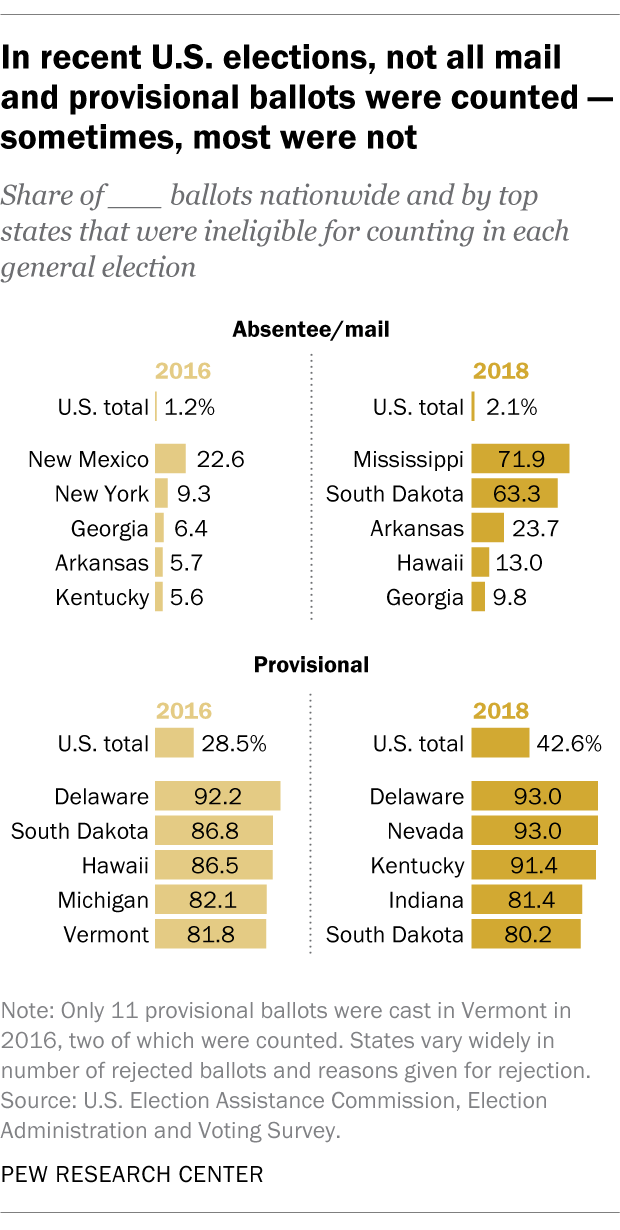 In recent U.S. elections, not all mail
and provisional ballots were counted —
sometimes, most were not
Share of ___ ballots nationwide and by top
states that were ineligible for counting in each
general election
Absentee/mail
2016
U.S. total 1.2%
New Mexico 22.6
New York 9.3
Georgia 6.4
Arkansas 5.7
Kentucky 5.6
2018
U.S. total 2.1%
Mississippi 71.9
South Dakota 63.3
Arkansas 23.7
Hawaii 13.0
Georgia 9.8
Provisional
2016
U.S. total 28.5%
Delaware 92.2
South Dakota 86.8
Hawaii 86.5
Michigan 82.1
Vermont 81.8
2018
U.S. total 42.6%
Delaware 93.0
Nevada 93.0
Kentucky 91.4
Indiana 81.4
South Dakota 80.2
Note: Only 11 provisional ballots were cast in Vermont in
2016, two of which were counted. States vary widely in
number of rejected ballots and reasons given for rejection.
Source: U.S. Election Assistance Commission, Election
Administration and Voting Survey.
PEW RESEARCH CENTER